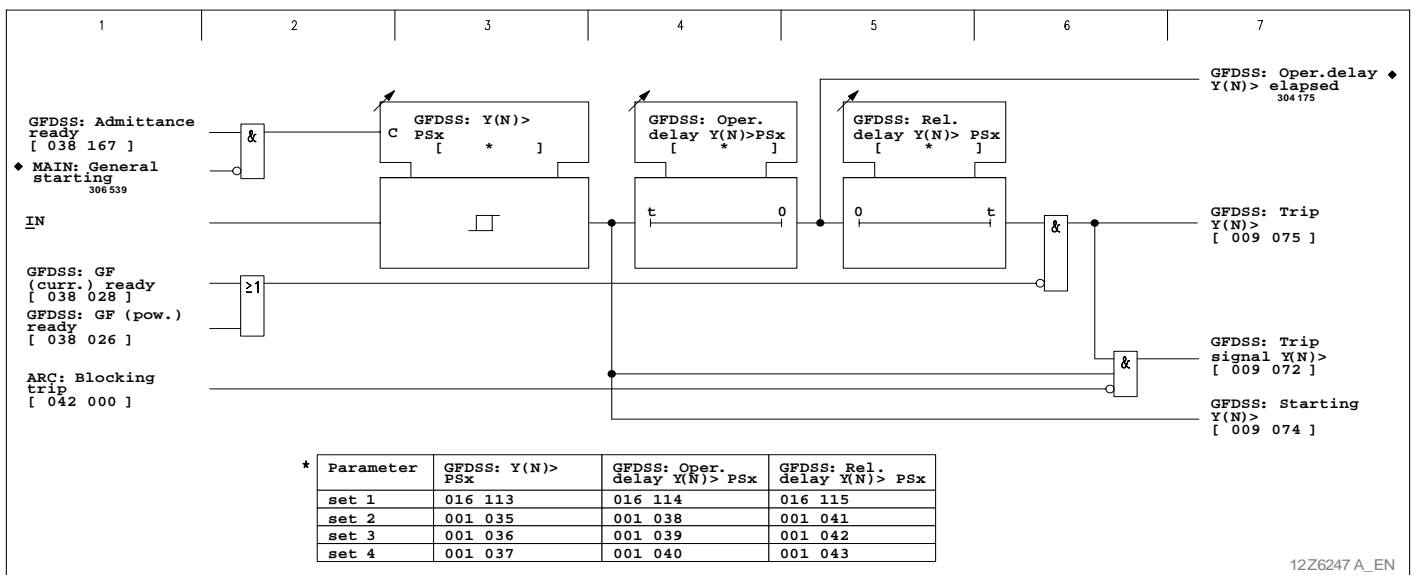 1 2 3 4 5 6 7
GFDSS: Admittance
ready
[ 038 167 ]
&
◆ MAIN: General
starting
306 539
C
GFDSS: Y(N)>
PSx
[ * ]
GFDSS: Oper.
delay Y(N)>PSx
[ * ]
GFDSS: Rel.
delay Y(N)> PSx
[ * ]
GFDSS: Oper.delay ◆
Y(N)> elapsed
304 175
IN
t 0
0 t
&
GFDSS: Trip
Y(N)>
[ 009 075 ]
GFDSS: GF
(curr.) ready
[ 038 028 ]
≥1
GFDSS: GF (pow.)
ready
[ 038 026 ]
ARC: Blocking
trip
[ 042 000 ]
&
GFDSS: Trip
signal Y(N)>
[ 009 072 ]
GFDSS: Starting
Y(N)>
[ 009 074 ]
* Parameter GFDSS: Y(N)> PSx GFDSS: Oper. delay Y(N)> PSx GFDSS: Rel. delay Y(N)> PSx
set 1 016 113 016 114 016 115
set 2 001 035 001 038 001 041
set 3 001 036 001 039 001 042
set 4 001 037 001 040 001 043
12Z6247 A_EN